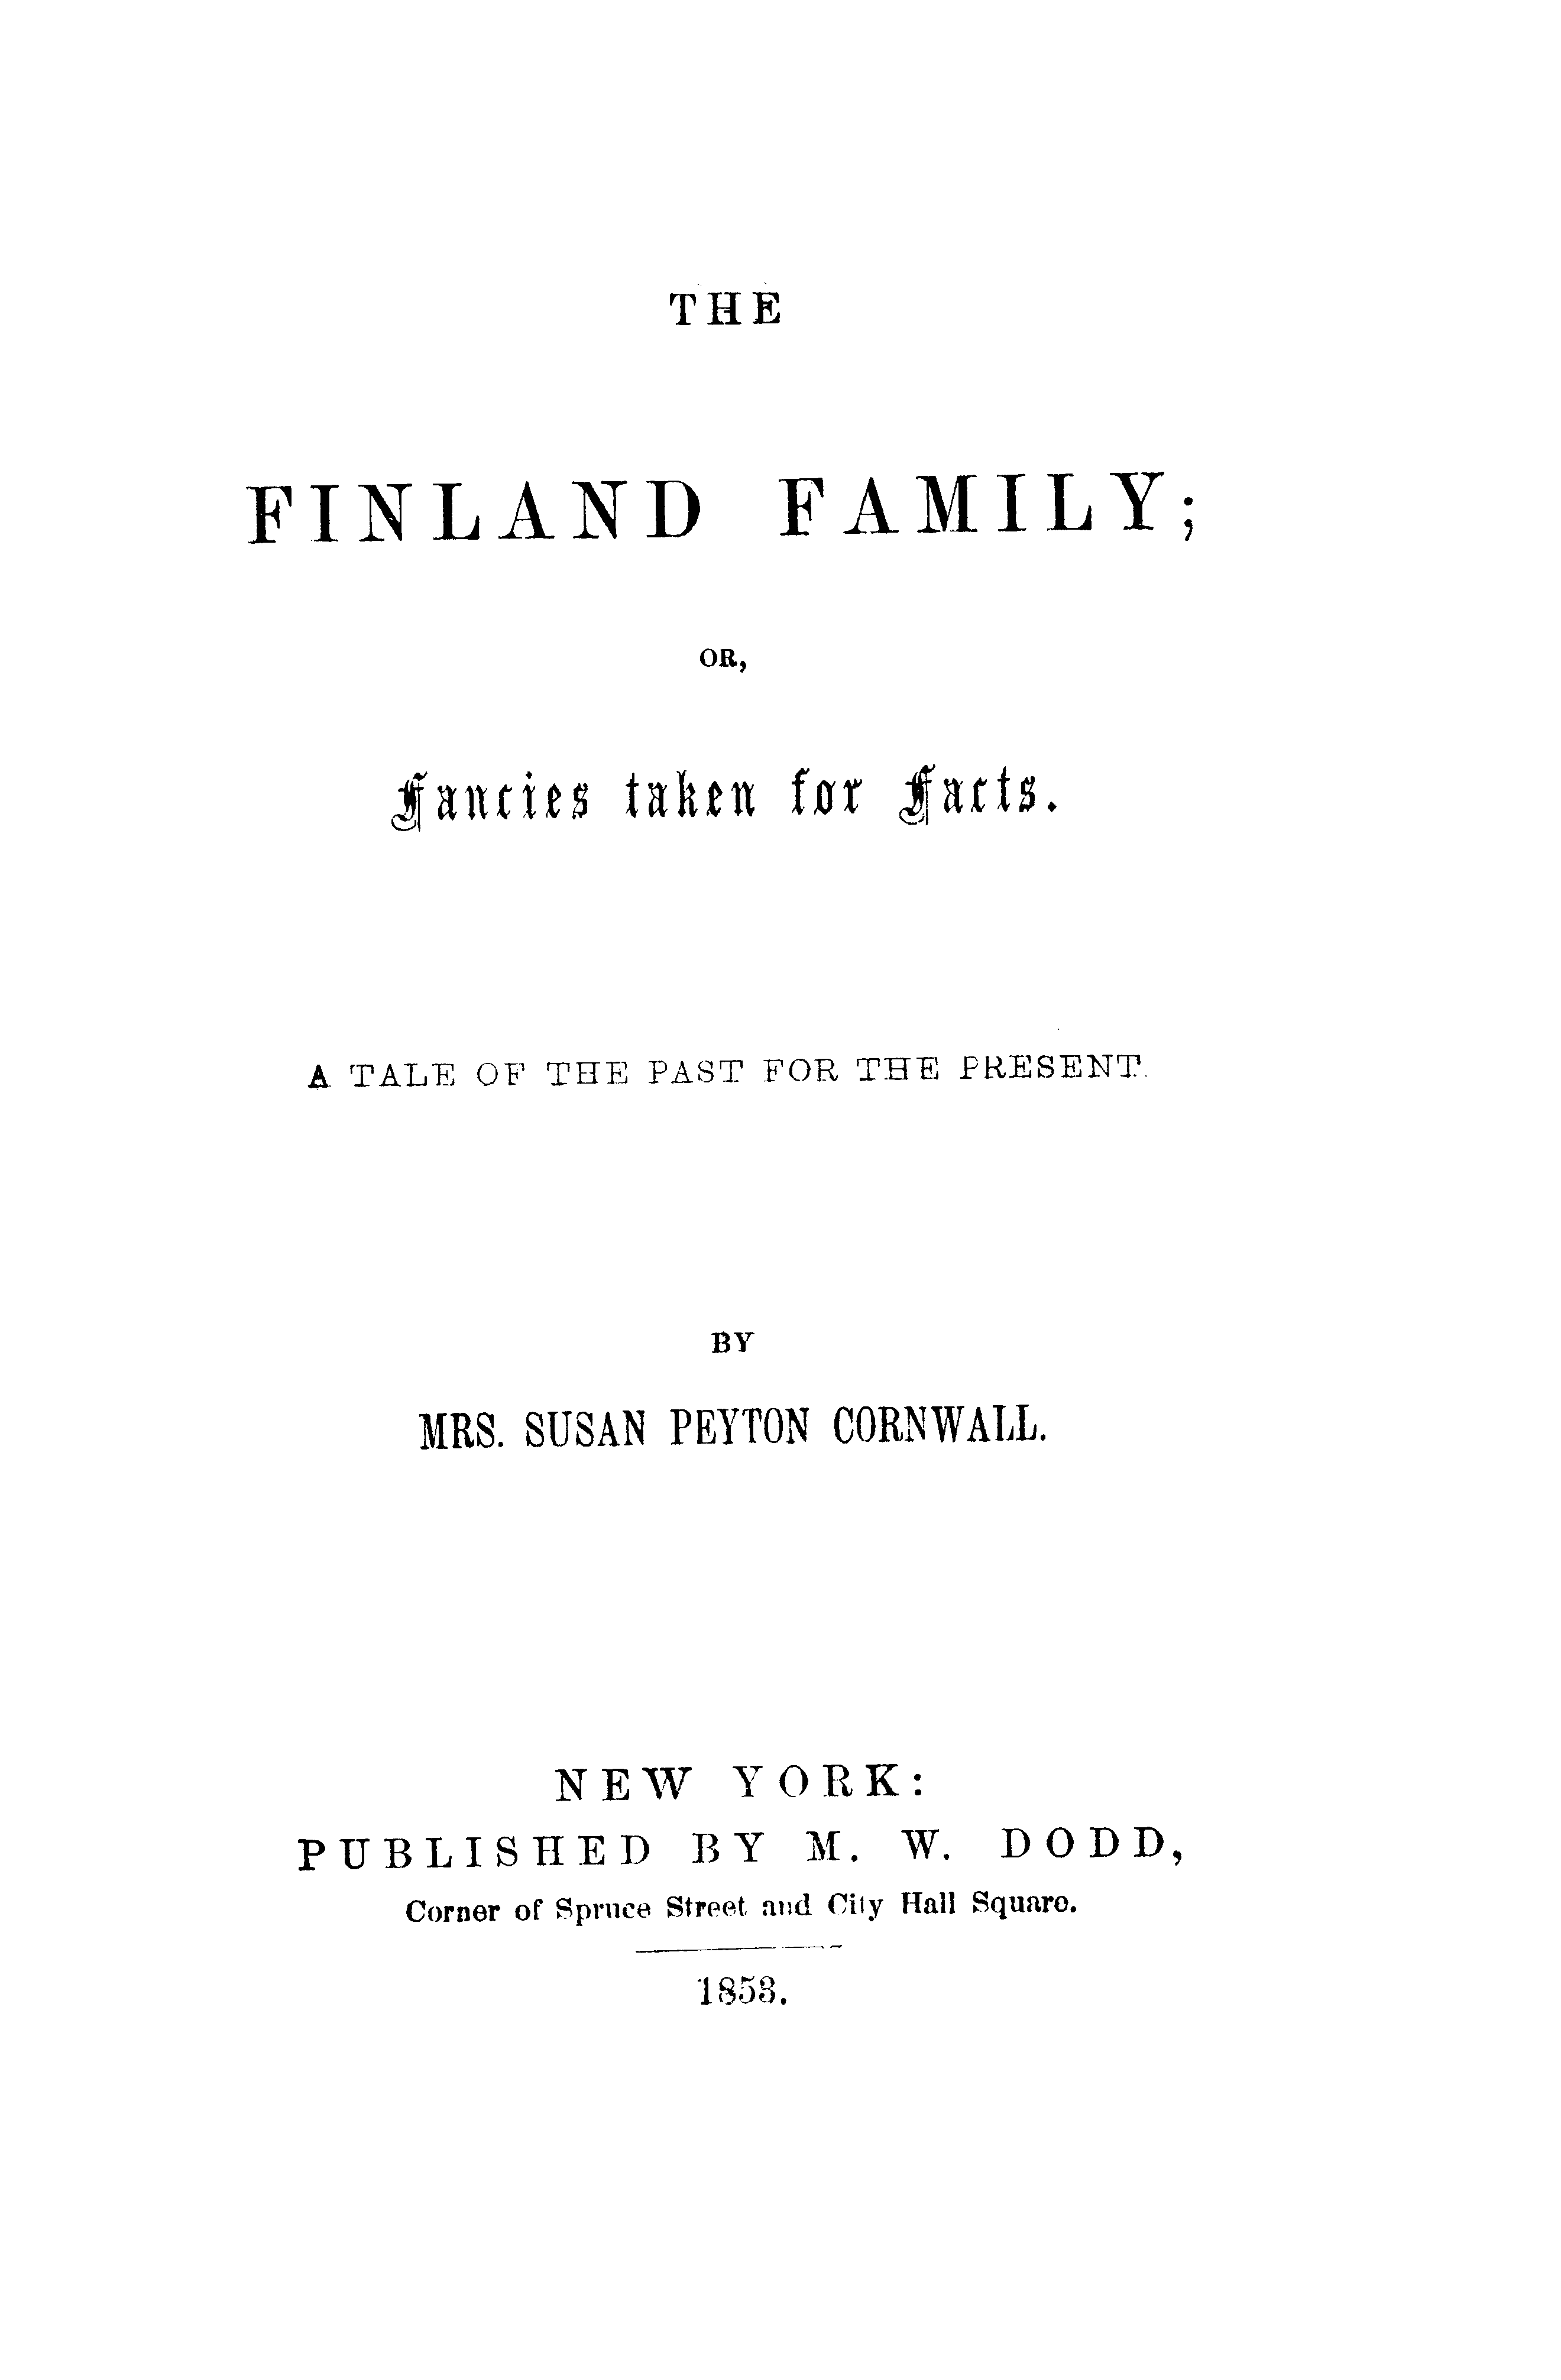 THE
FINLAND FAMILY;
OR,
Fancies taken for Facts.
A TALE OF THE PAST FOR THE PRESENT.
BY
MRS. SUSAN PEYTON CORNWALL.
NEW YORK:
PUBLISHED BY M. W. DODD,
Corner of Spruce Street and City Hall Square.
1853.